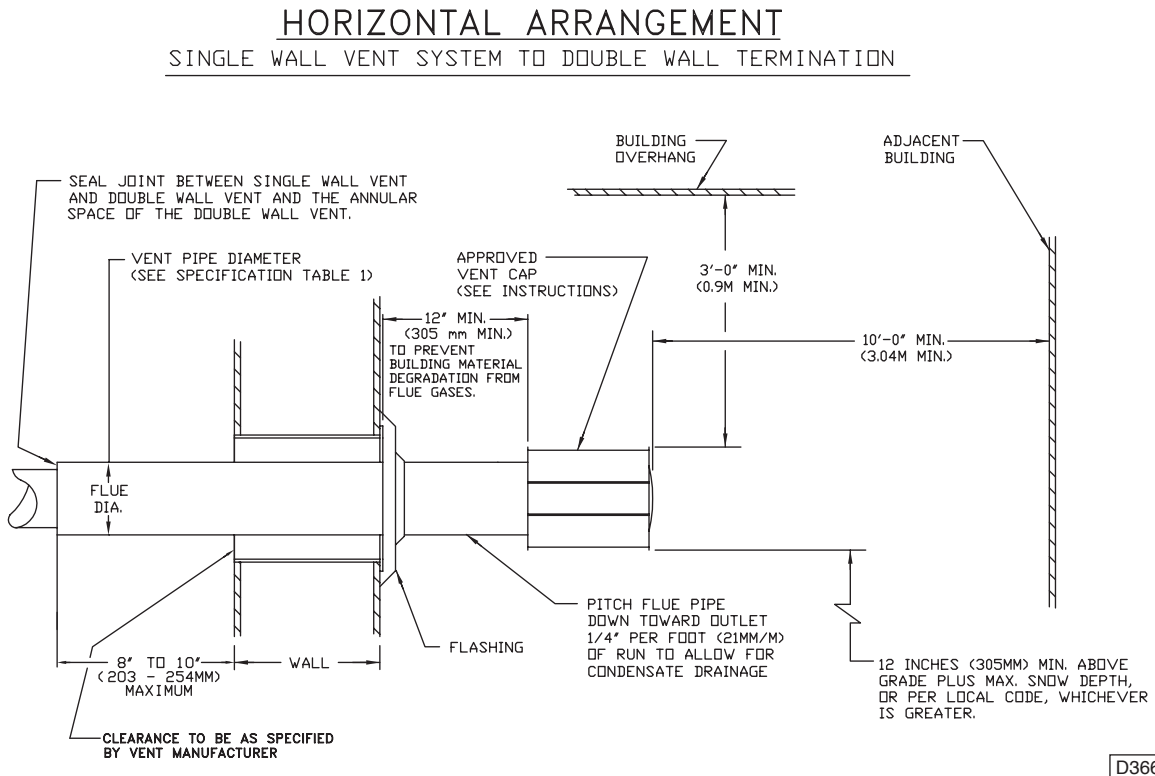 HORIZONTAL ARRANGEMENT
SINGLE WALL VENT SYSTEM TO DOUBLE WALL TERMINATION
BUILDING
OVERHANG
ADJACENT
BUILDING
SEAL JOINT BETWEEN SINGLE WALL VENT
AND DOUBLE WALL VENT AND THE ANNULAR
SPACE OF THE DOUBLE WALL VENT.
VENT PIPE DIAMETER
(SEE SPECIFICATION TABLE 1)
APPROVED
VENT CAP
(SEE INSTRUCTIONS)
3'-0" MIN.
(0.9M MIN.)
12" MIN.
(305 mm MIN.)
TO PREVENT
BUILDING MATERIAL
DEGRADATION FROM
FLUE GASES.
10'-0" MIN.
(3.04M MIN.)
FLUE
DIA.
PITCH FLUE PIPE
DOWN TOWARD OUTLET
1/4" PER FOOT (21MM/M)
OF RUN TO ALLOW FOR
CONDENSATE DRAINAGE
FLASHING
8" TO 10"
(203 - 254MM)
MAXIMUM
WALL
12 INCHES (305MM) MIN. ABOVE
GRADE PLUS MAX. SNOW DEPTH,
OR PER LOCAL CODE, WHICHEVER
IS GREATER.
CLEARANCE TO BE AS SPECIFIED
BY VENT MANUFACTURER
D366